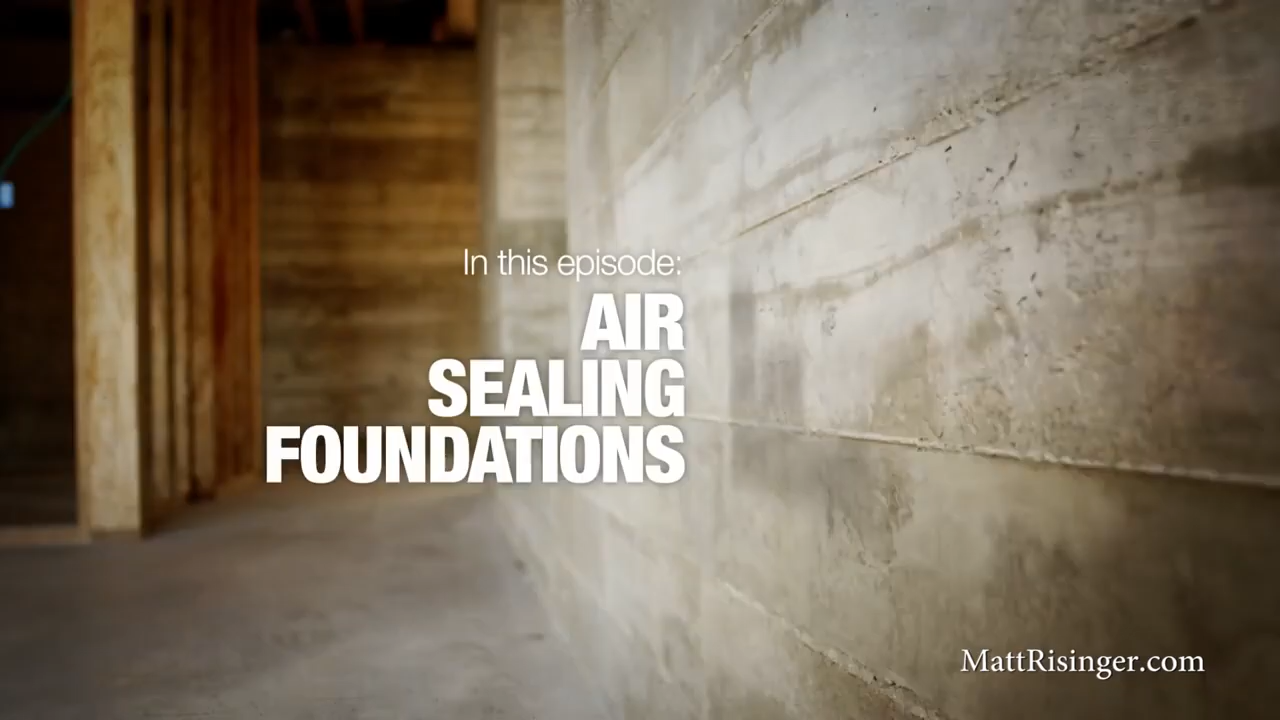 In this episode:
AIR
SEALING
FOUNDATIONS
MattRisinger.com